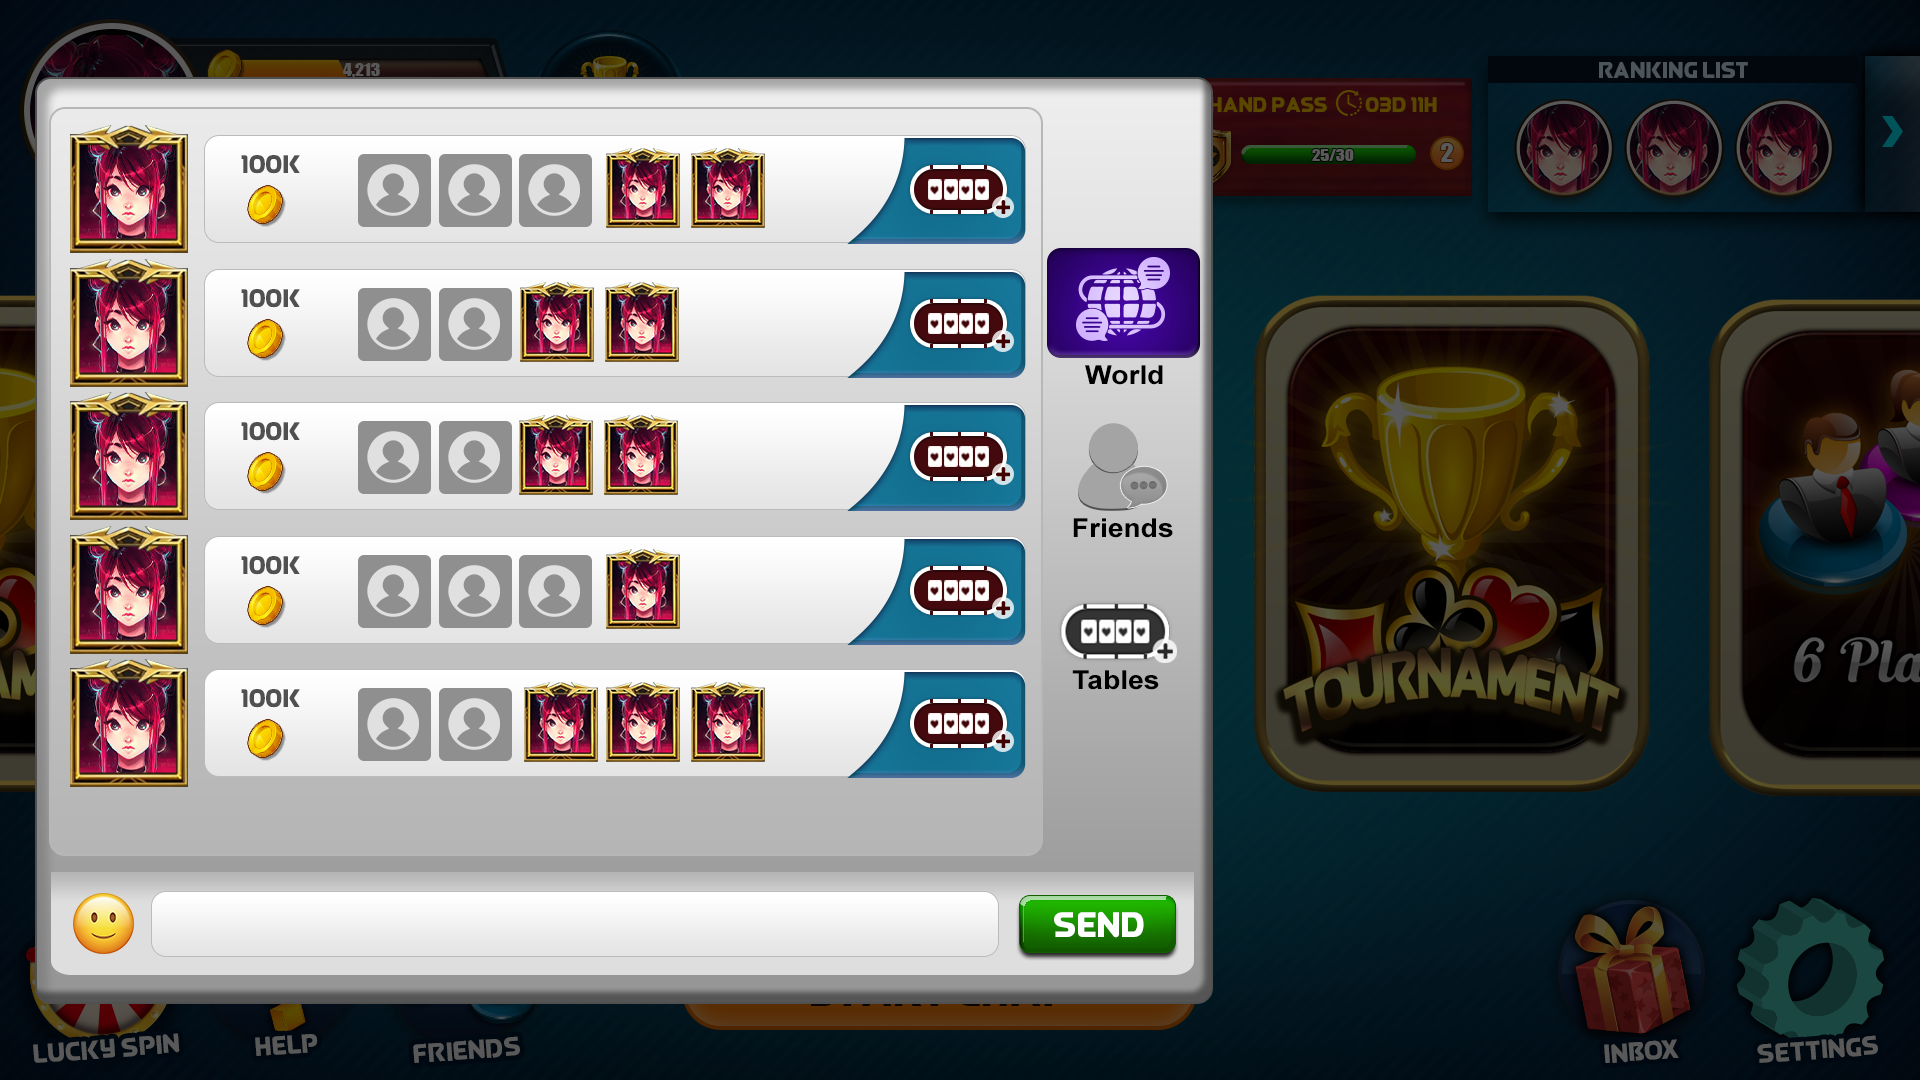 4,213
HAND PASS 03D 11H
25/30
2
RANKING LIST
100K
100K
100K
100K
100K
World
Friends
Tables
SEND
TOURNAMENT
6 Pla
LUCKY SPIN
HELP
FRIENDS
INBOX
SETTINGS